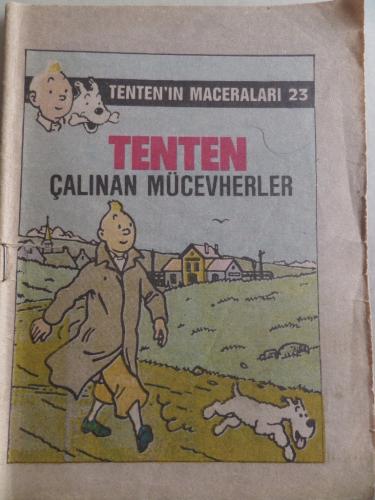 TENTEN'IN MACERALARI 23
TENTEN
ÇALINAN MÜCEVHERLER